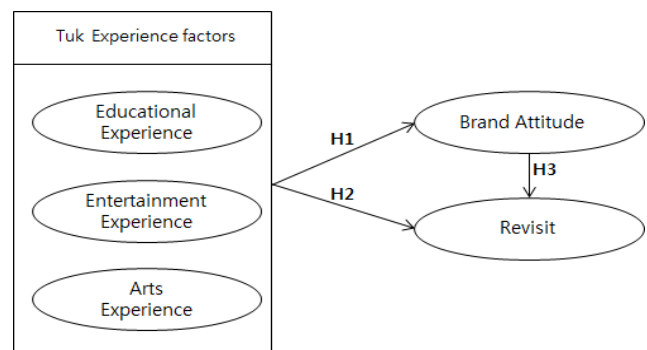 Tuk Experience factors
Educational
Experience
Entertainment
Experience
Arts
Experience
H1
H2
Brand Attitude
H3
Revisit